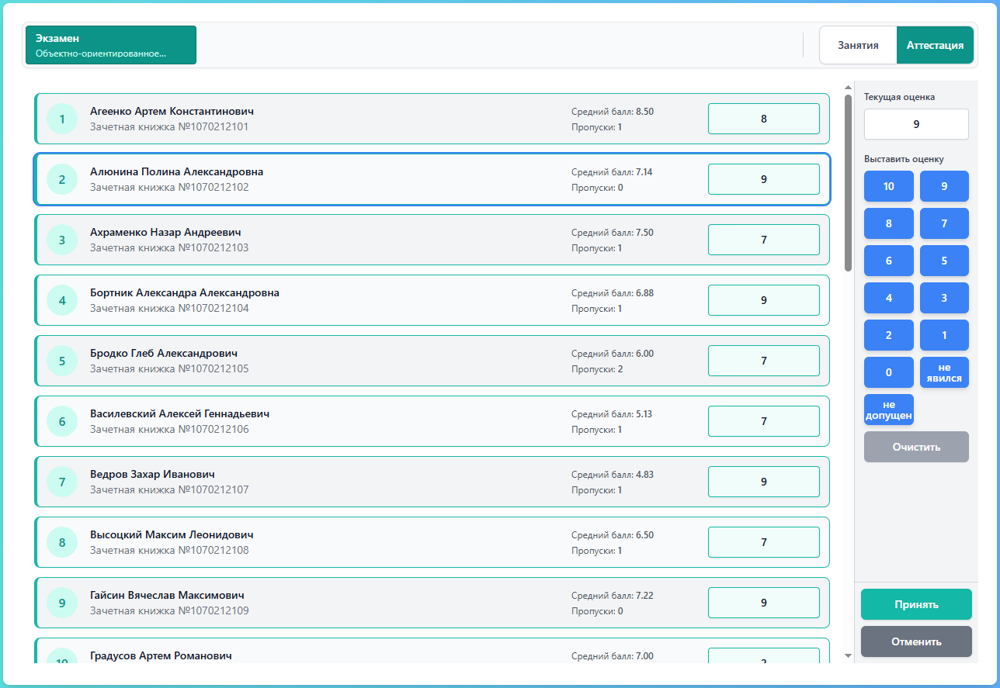 Экзамен
Объектно-ориентированное...
Занятия
Аттестация
1
Агеенко Артем Константинович
Зачетная книжка №1070212101
Средний балл: 8.50
Пропуски: 1
8
2
Алюнина Полина Александровна
Зачетная книжка №1070212102
Средний балл: 7.14
Пропуски: 0
9
3
Ахраменко Назар Андреевич
Зачетная книжка №1070212103
Средний балл: 7.50
Пропуски: 1
7
4
Бортник Александра Александровна
Зачетная книжка №1070212104
Средний балл: 6.88
Пропуски: 1
9
5
Бродко Глеб Александрович
Зачетная книжка №1070212105
Средний балл: 6.00
Пропуски: 2
7
6
Василевский Алексей Геннадьевич
Зачетная книжка №1070212106
Средний балл: 5.13
Пропуски: 1
7
7
Ведров Захар Иванович
Зачетная книжка №1070212107
Средний балл: 4.83
Пропуски: 1
9
8
Высоцкий Максим Леонидович
Зачетная книжка №1070212108
Средний балл: 6.50
Пропуски: 1
7
9
Гайсин Вячеслав Максимович
Зачетная книжка №1070212109
Средний балл: 7.22
Пропуски: 0
9
10
Градусов Артем Романович
Средний балл: 7.00
Текущая оценка
9
Выставить оценку
10
9
8
7
6
5
4
3
2
1
0
не
явился
не
допущен
Очистить
Принять
Отменить